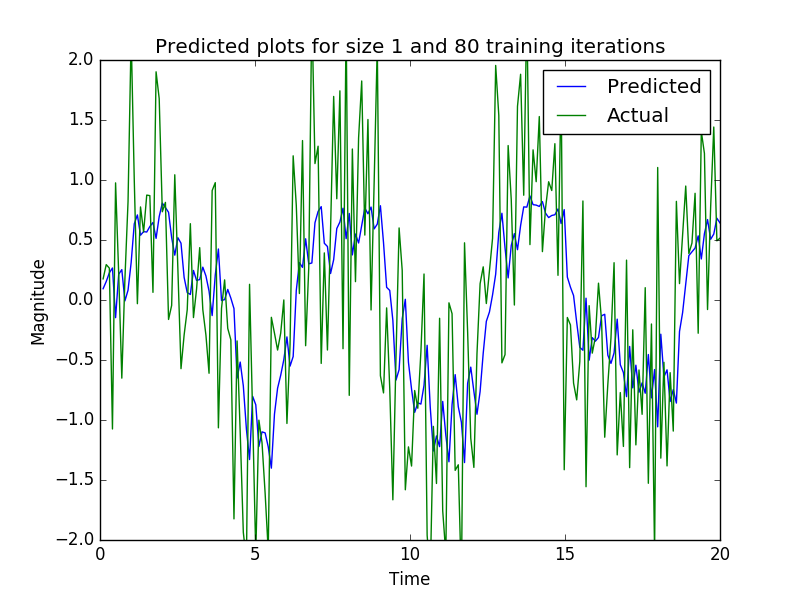 Predicted plots for size 1 and 80 training iterations
Predicted
Actual
2.0
1.5
1.0
0.5
0.0
−0.5
−1.0
−1.5
−2.0
Magnitude
0 5 10 15 20
Time